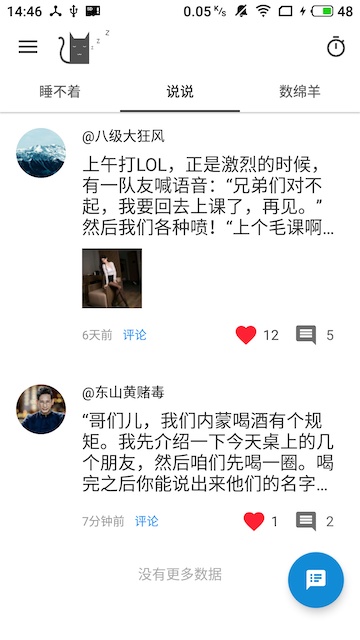 14:46
0.05 K/s
48
z z z
睡不着 说说 数绵羊
@八级大狂风
上午打LOL，正是激烈的时候，
有一队友喊语音：“兄弟们对不
起，我要回去上课了，再见。”
然后我们各种喷！“上个毛课啊...
6天前 评论 12 5
@东山黄赌毒
“哥们儿，我们内蒙喝酒有个规
矩。我先介绍一下今天桌上的几
个朋友，然后咱们先喝一圈。喝
完之后你能说出来他们的名字...
7分钟前 评论 1 2
没有更多数据